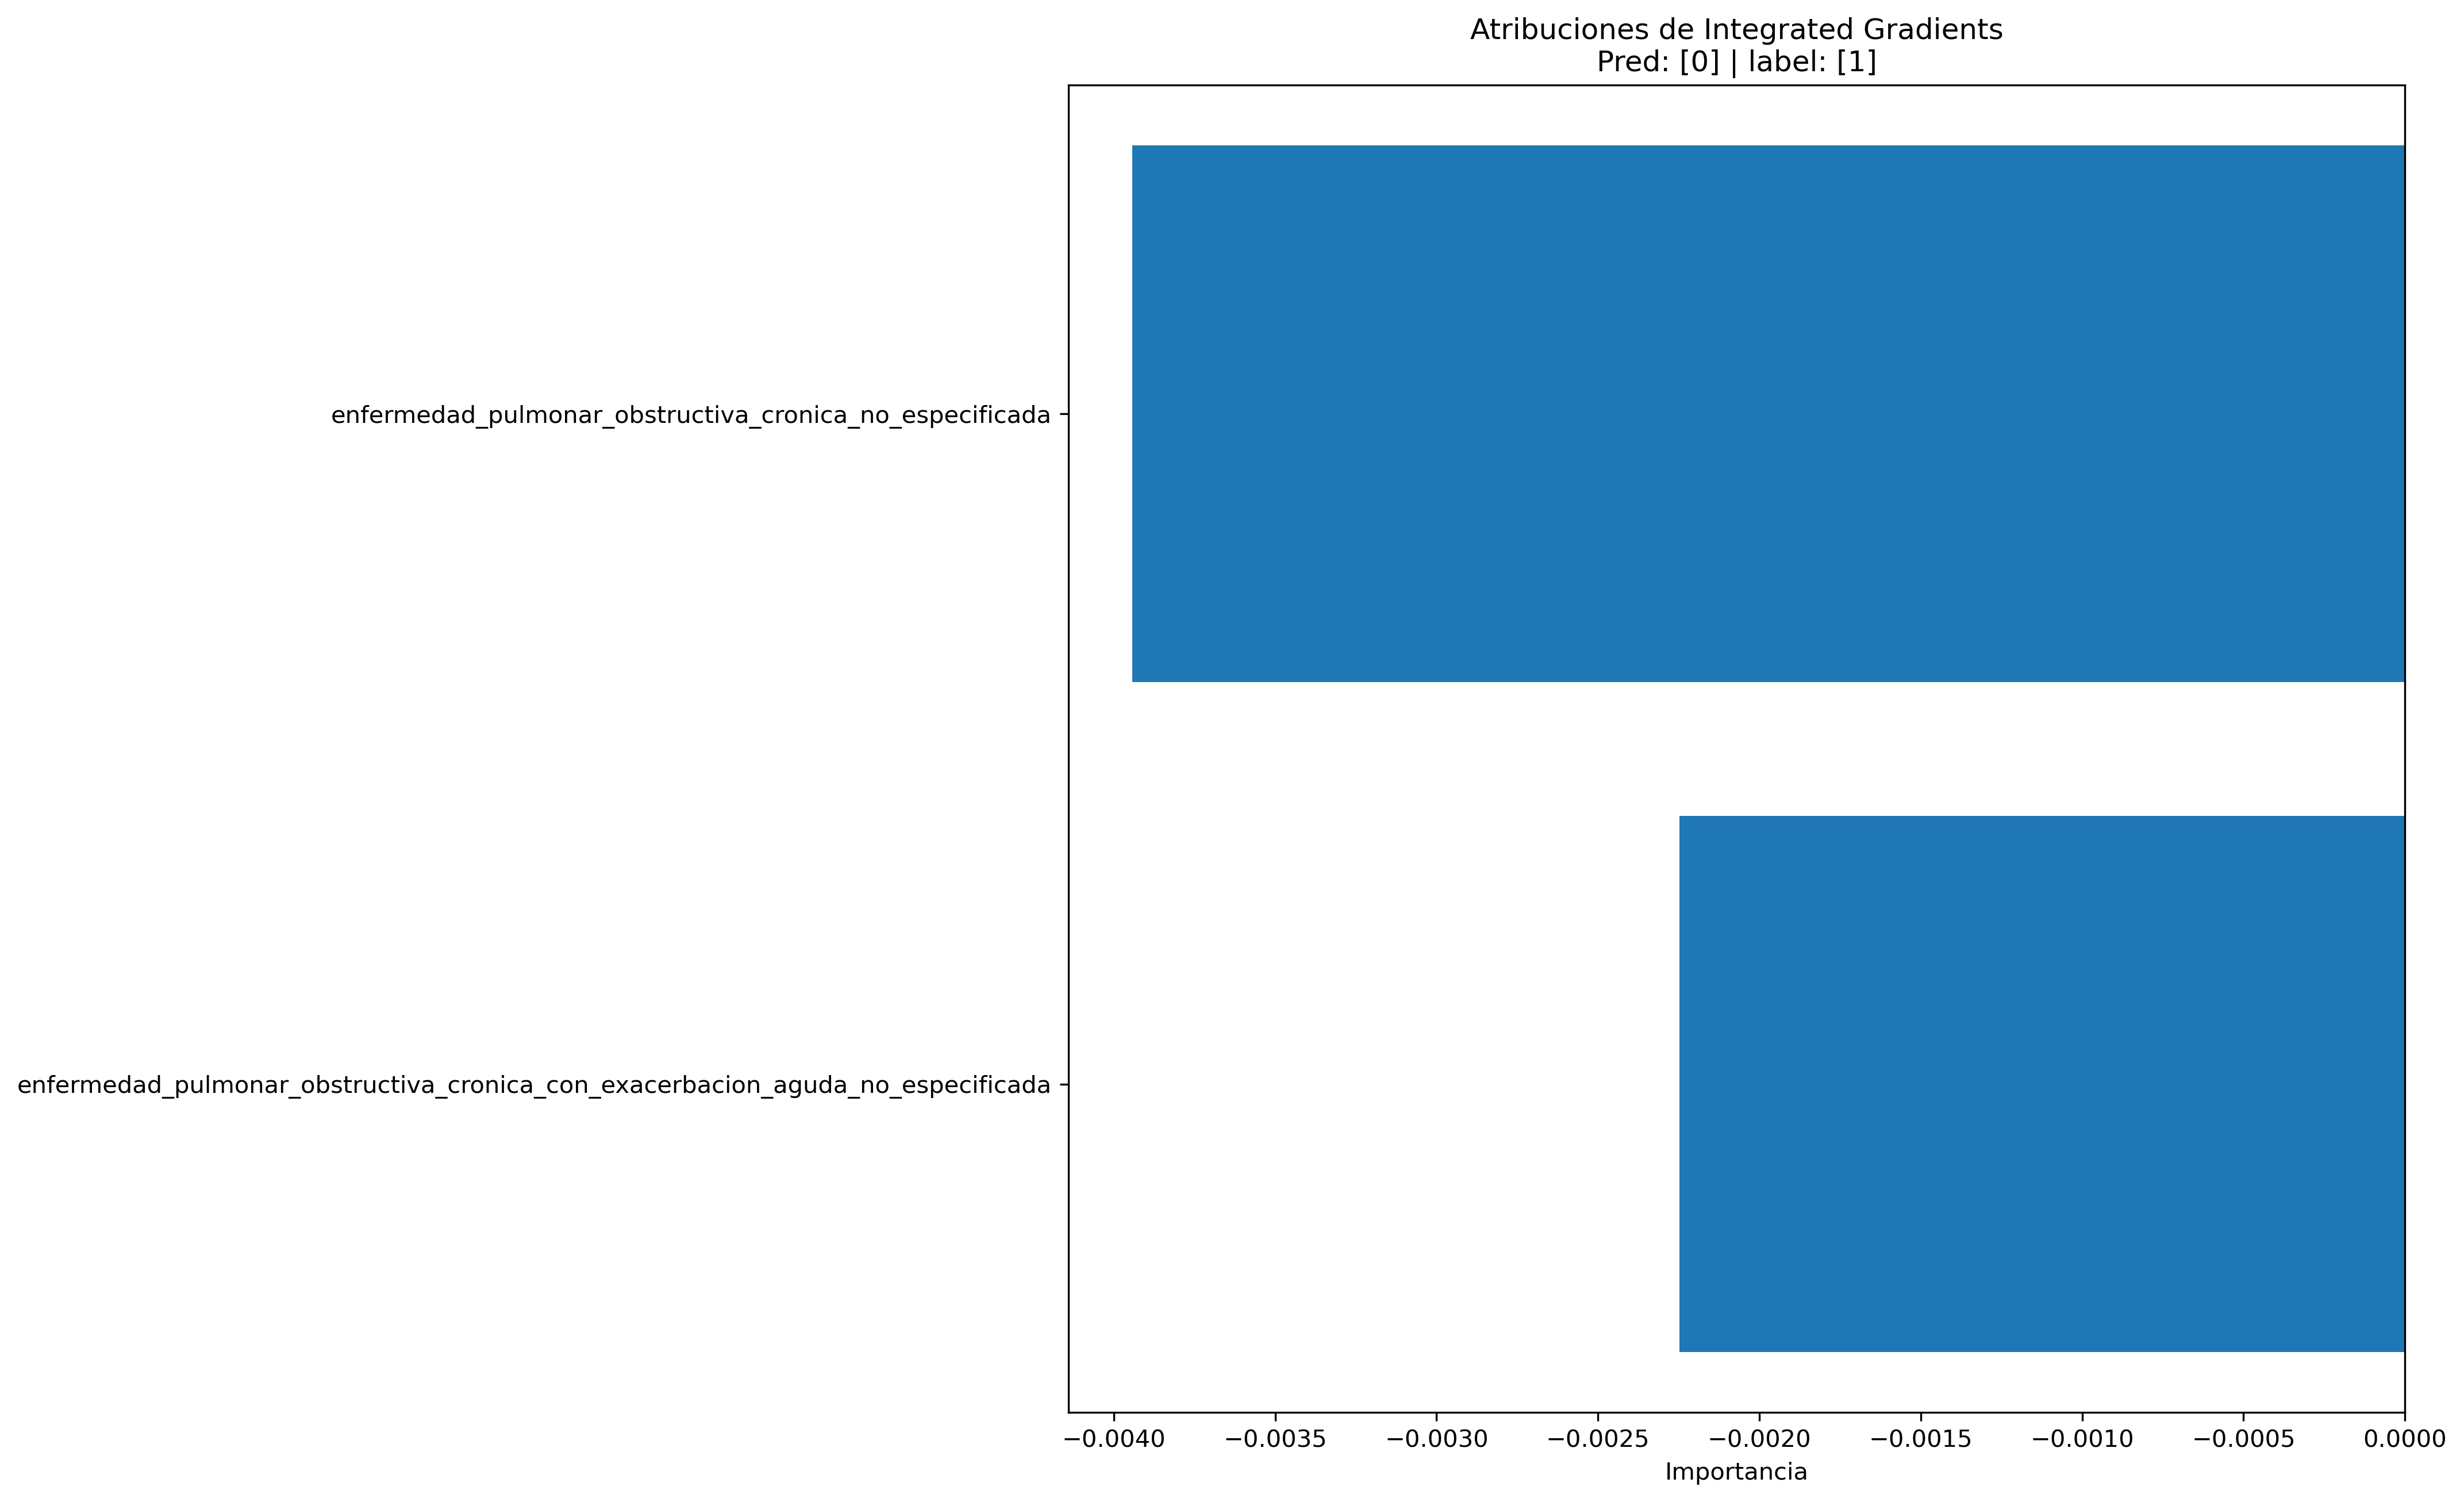 Atribuciones de Integrated Gradients
Pred: [0] | label: [1]
enfermedad_pulmonar_obstructiva_cronica_no_especificada
enfermedad_pulmonar_obstructiva_cronica_con_exacerbacion_aguda_no_especificada
−0.0040 −0.0035 −0.0030 −0.0025 −0.0020 −0.0015 −0.0010 −0.0005 0.0000
Importancia